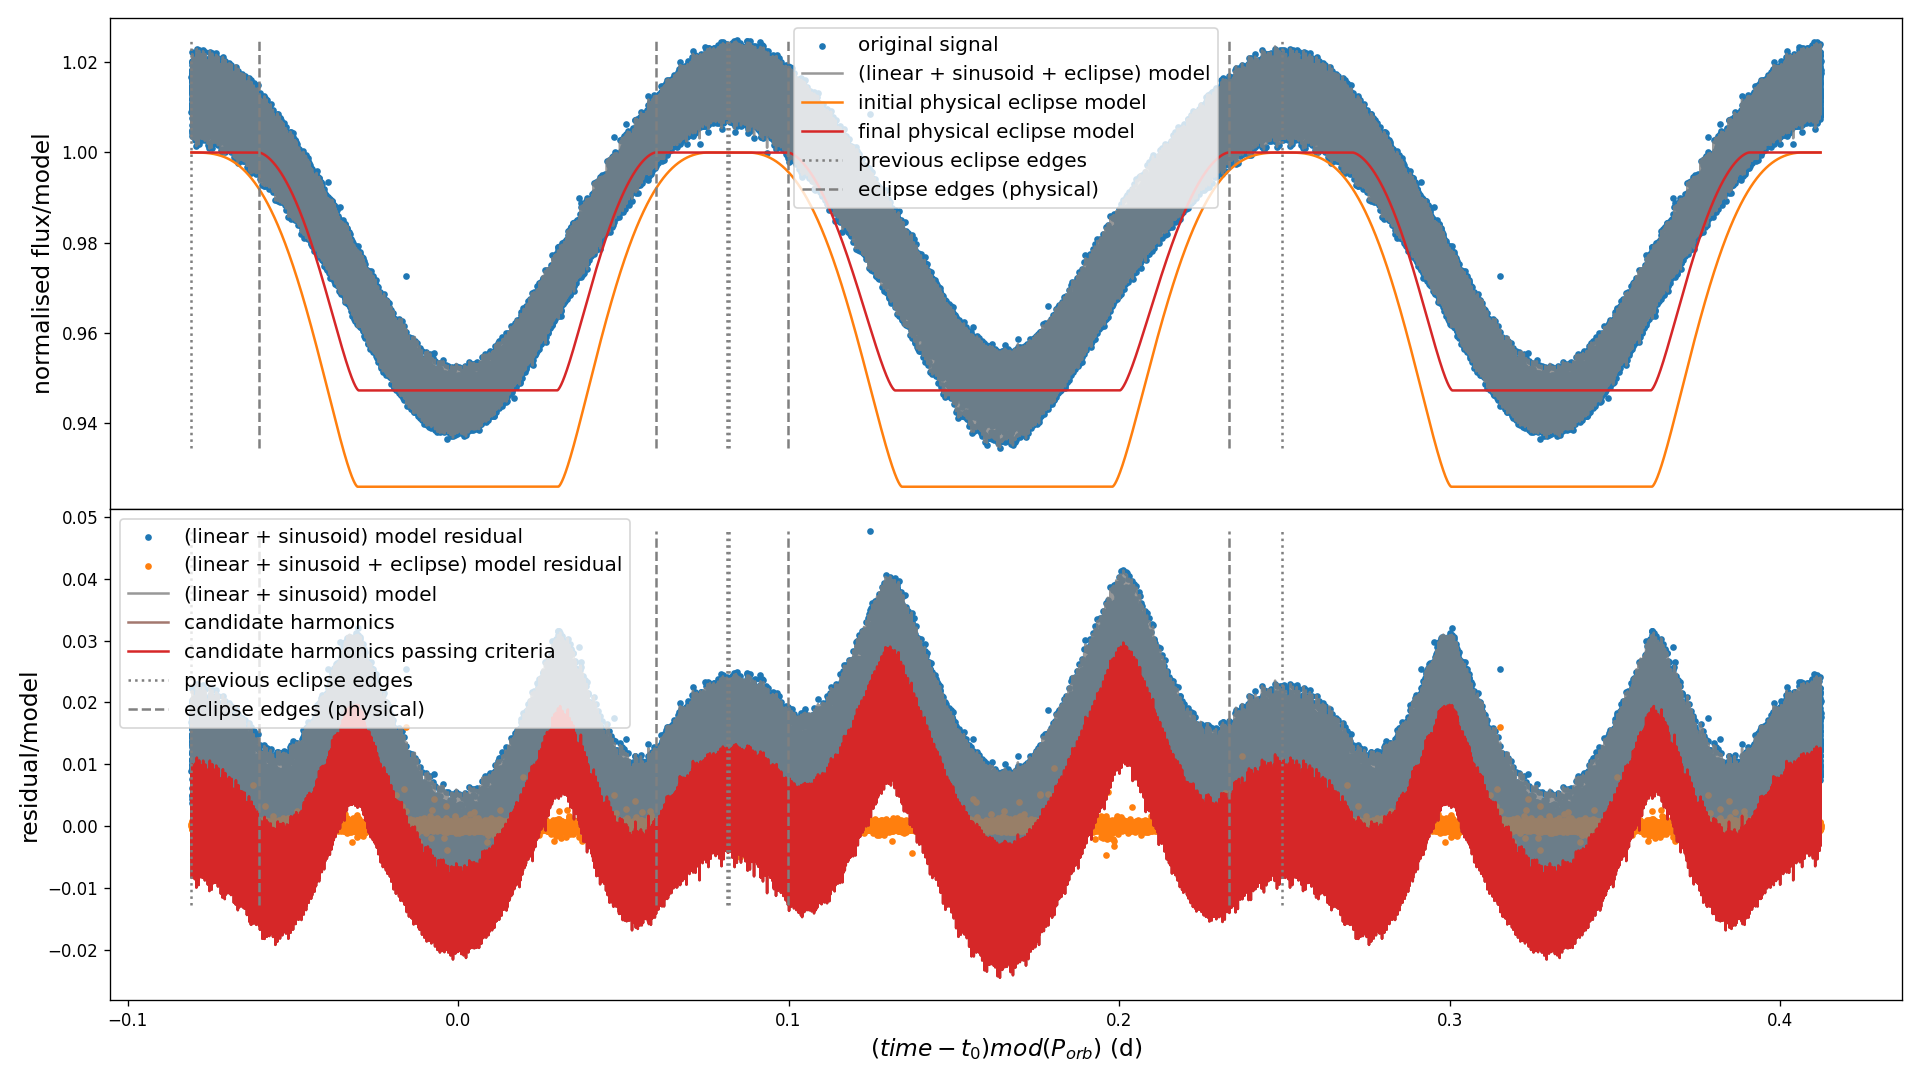 normalised flux/model
1.02
1.00
0.98
0.96
0.94
original signal
(linear + sinusoid + eclipse) model
initial physical eclipse model
final physical eclipse model
previous eclipse edges
eclipse edges (physical)
residual/model
0.05
0.04
0.03
0.02
0.01
0.00
−0.01
−0.02
(linear + sinusoid) model residual
(linear + sinusoid + eclipse) model residual
(linear + sinusoid) model
candidate harmonics
candidate harmonics passing criteria
previous eclipse edges
eclipse edges (physical)
−0.1 0.0 0.1 0.2 0.3 0.4
(time − t₀)mod(P_orb) (d)